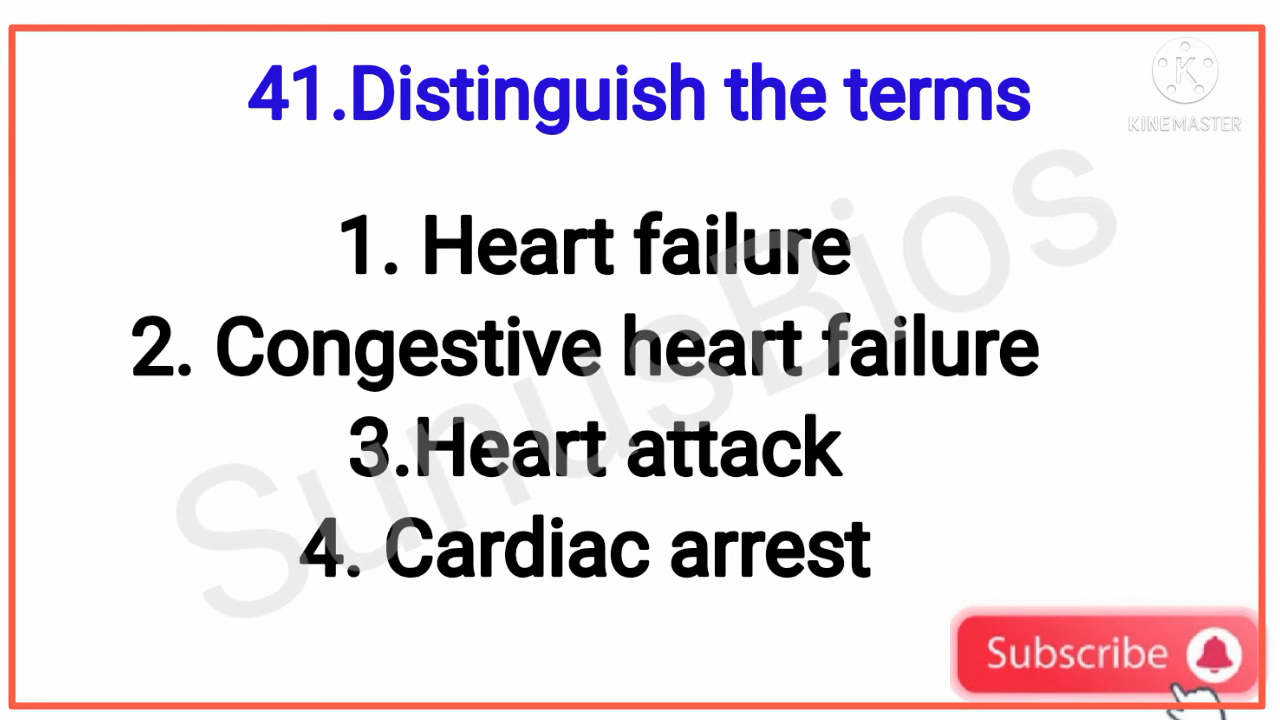 41.Distinguish the terms
K
KINEMASTER
1. Heart failure
2. Congestive heart failure
3.Heart attack
4. Cardiac arrest
SunusBios
Subscribe